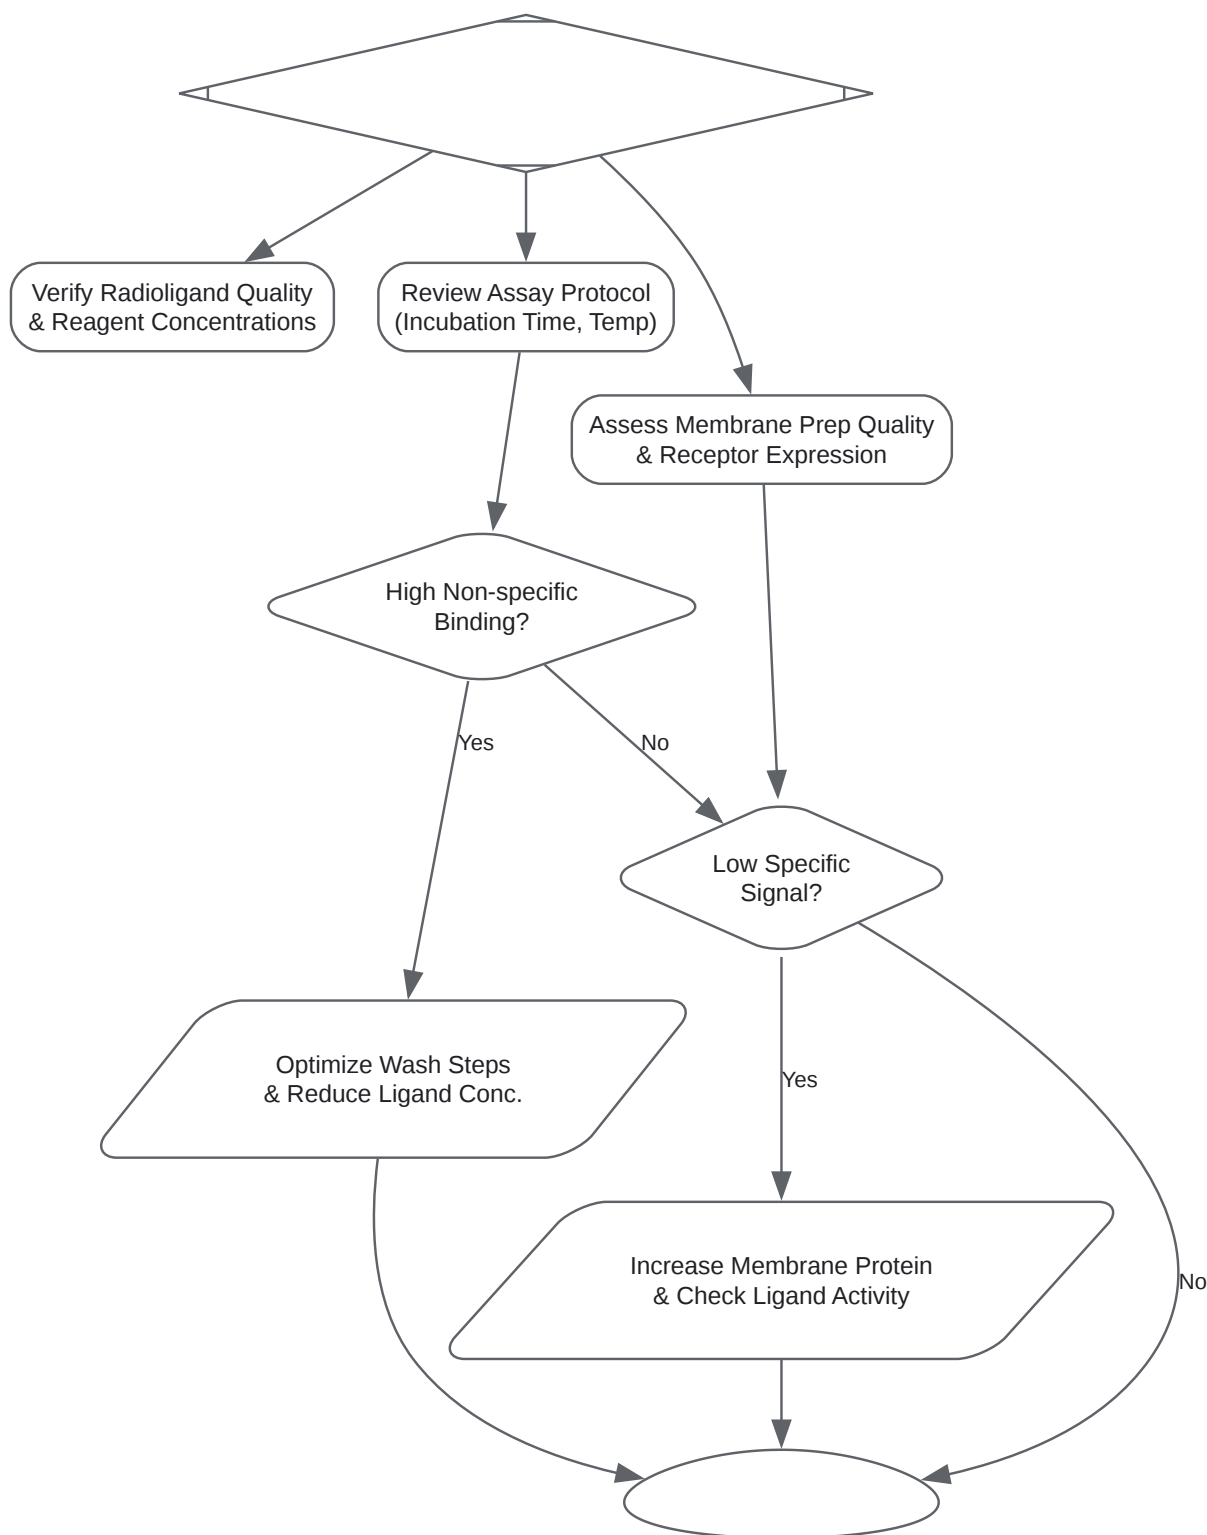 Verify Radioligand Quality
& Reagent Concentrations
Review Assay Protocol
(Incubation Time, Temp)
Assess Membrane Prep Quality
& Receptor Expression
High Non-specific
Binding?
Yes
No
Low Specific
Signal?
Optimize Wash Steps
& Reduce Ligand Conc.
Yes
Increase Membrane Protein
& Check Ligand Activity
No